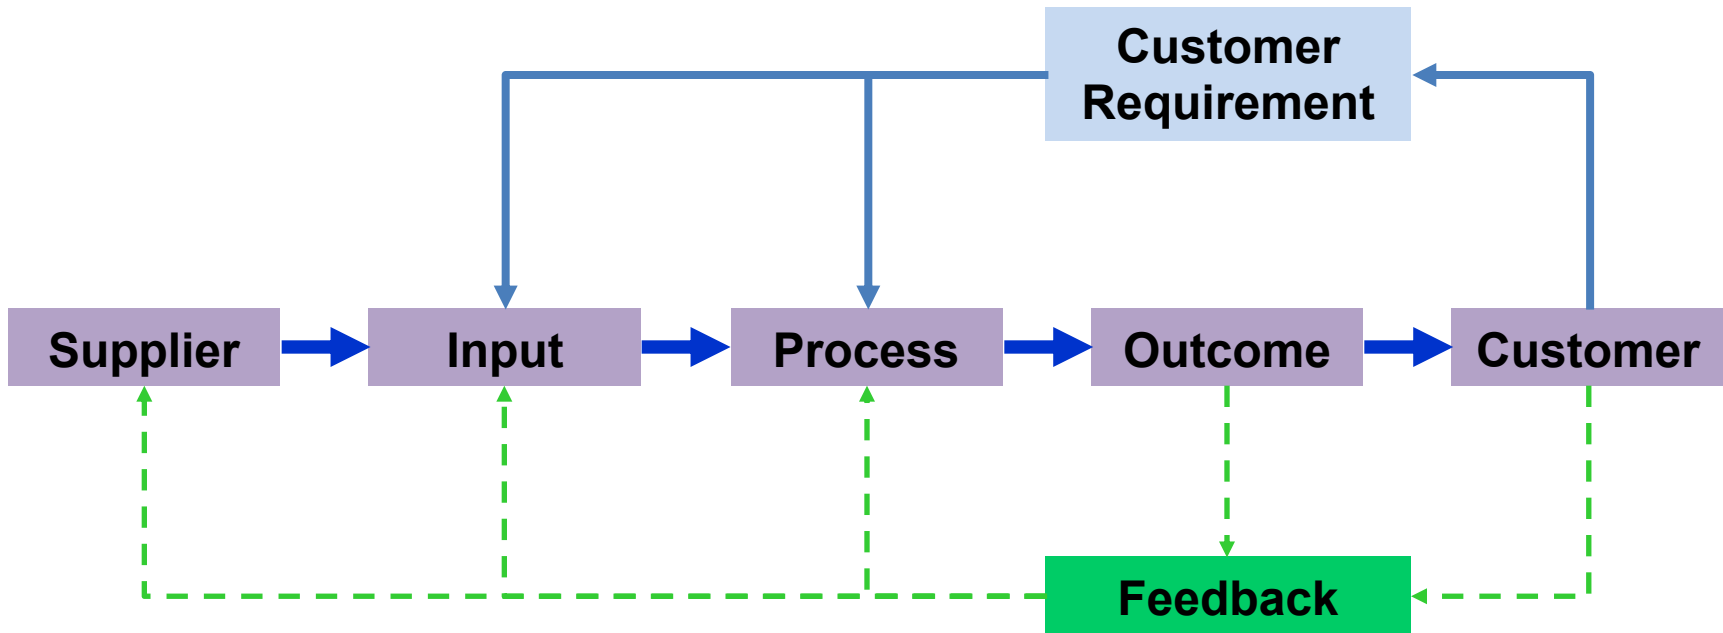 Customer
Requirement
Supplier
Input
Process
Outcome
Customer
Feedback